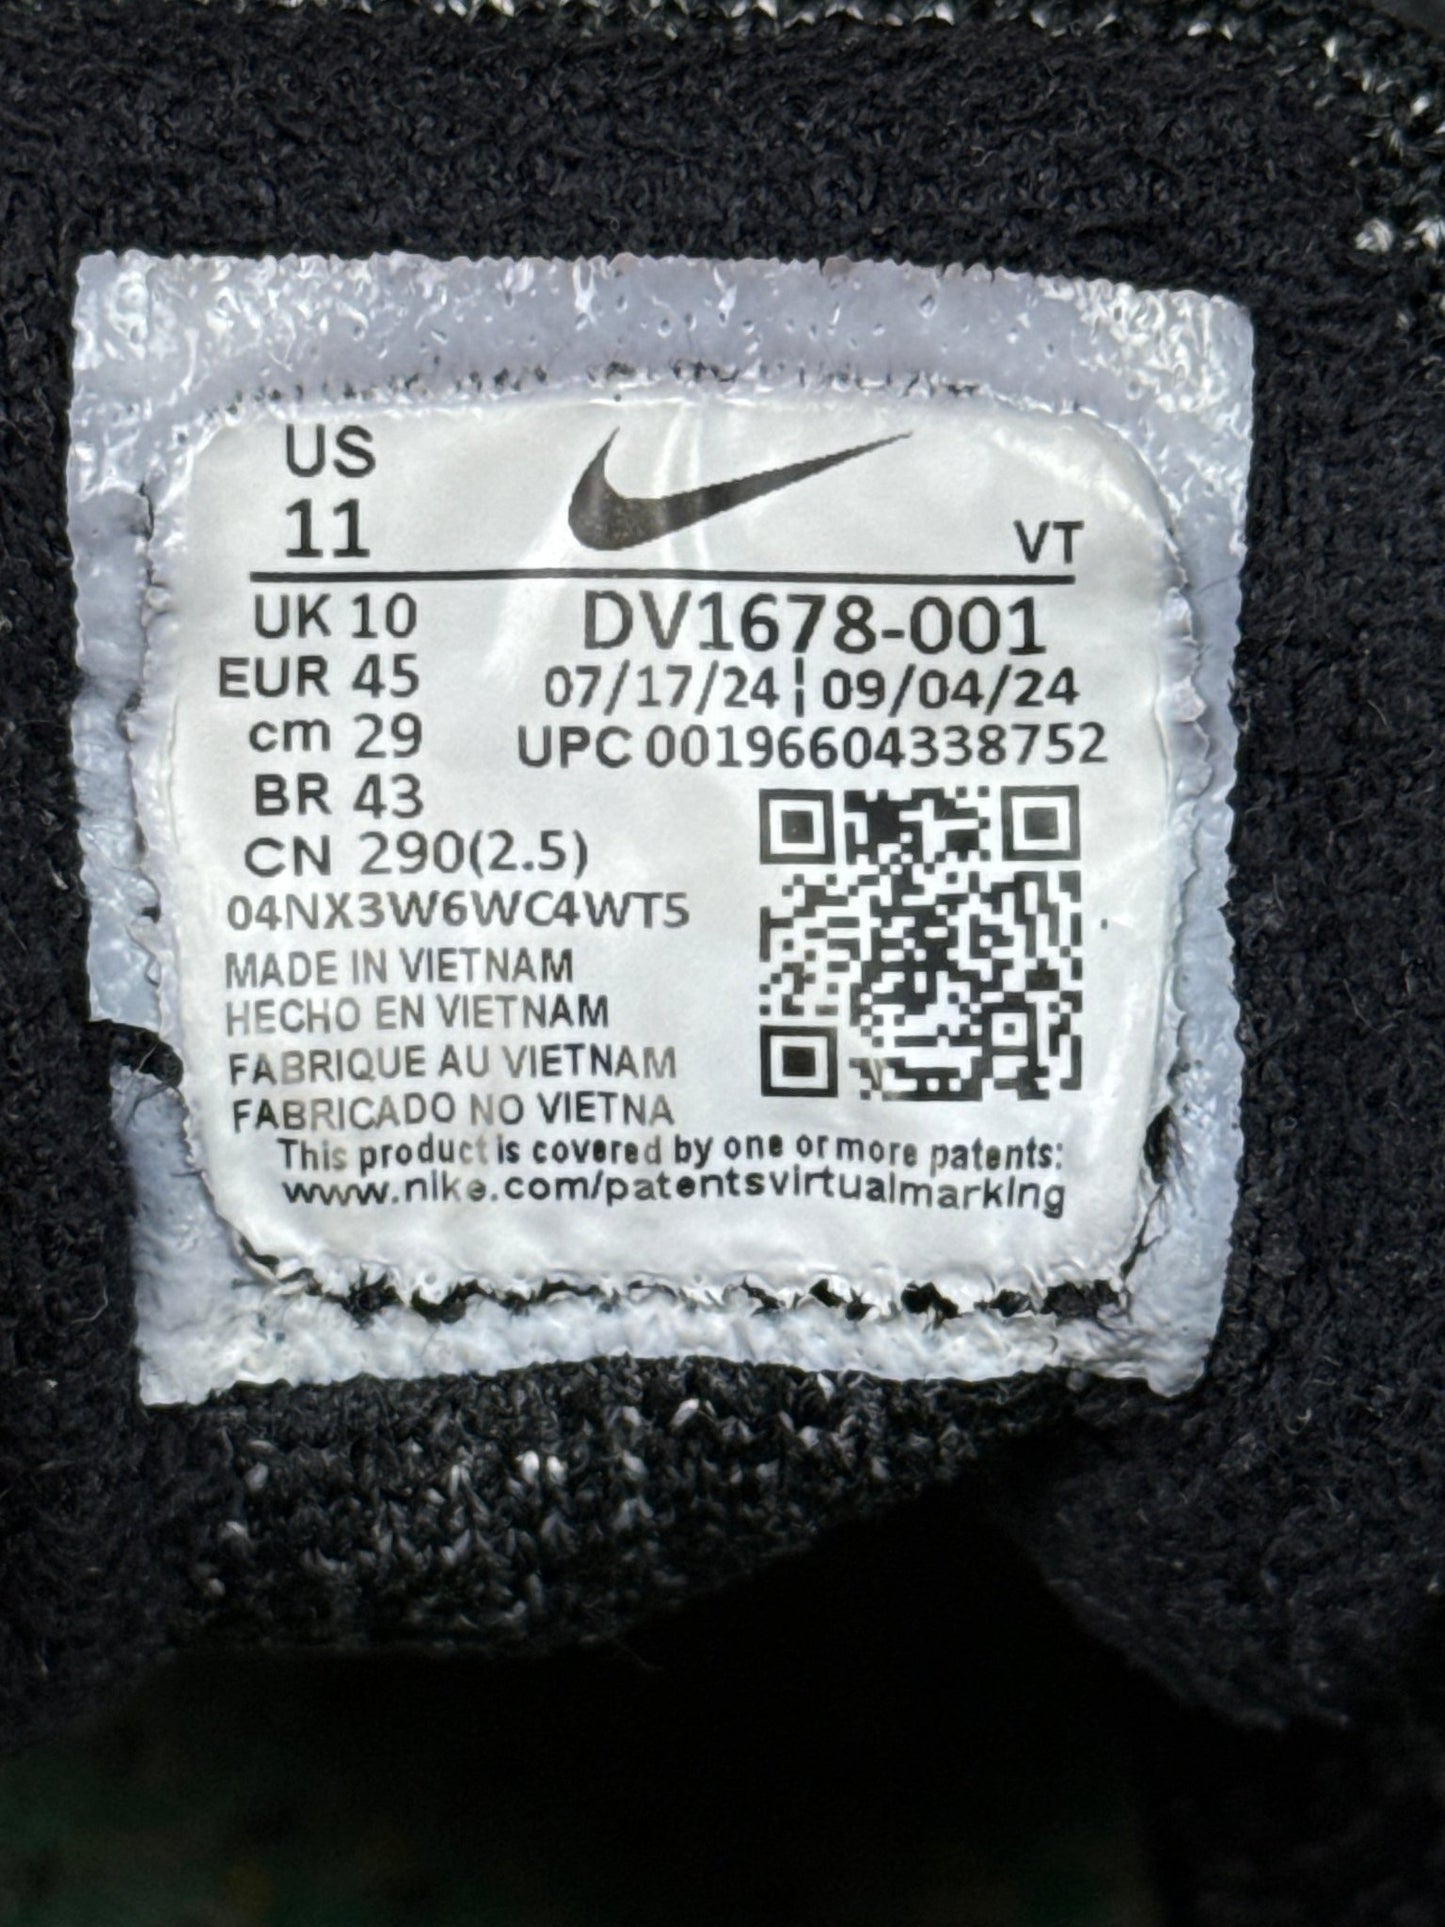 US
11
VT
UK 10
DV1678-001
EUR 45
07/17/24 ¦ 09/04/24
cm 29
UPC 00196604338752
BR 43
CN 290(2.5)
04NX3W6WC4WT5
MADE IN VIETNAM
HECHO EN VIETNAM
FABRIQUE AU VIETNAM
FABRICADO NO VIETNA
This product is covered by one or more patents:
www.nike.com/patentsvirtualmarking